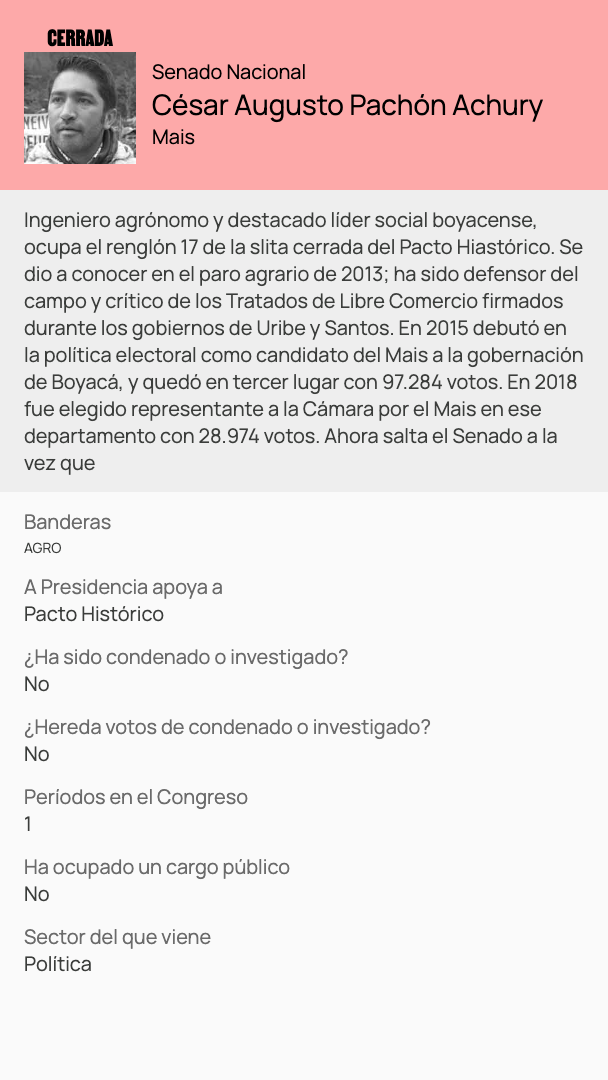 CERRADA
Senado Nacional
César Augusto Pachón Achury
Mais
Ingeniero agrónomo y destacado líder social boyacense,
ocupa el renglón 17 de la slita cerrada del Pacto Hiastórico. Se
dio a conocer en el paro agrario de 2013; ha sido defensor del
campo y crítico de los Tratados de Libre Comercio firmados
durante los gobiernos de Uribe y Santos. En 2015 debutó en
la política electoral como candidato del Mais a la gobernación
de Boyacá, y quedó en tercer lugar con 97.284 votos. En 2018
fue elegido representante a la Cámara por el Mais en ese
departamento con 28.974 votos. Ahora salta el Senado a la
vez que
Banderas
AGRO
A Presidencia apoya a
Pacto Histórico
¿Ha sido condenado o investigado?
No
¿Hereda votos de condenado o investigado?
No
Períodos en el Congreso
1
Ha ocupado un cargo público
No
Sector del que viene
Política